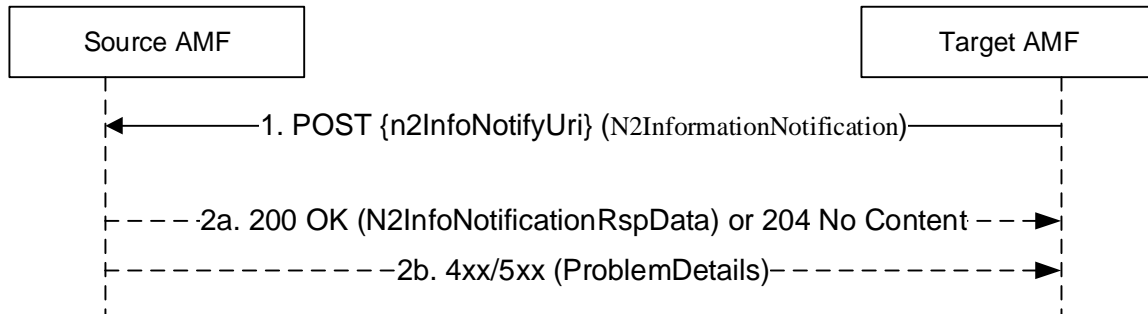 Source AMF
Target AMF
1. POST {n2InfoNotifyUri} (N2InformationNotification)
2a. 200 OK (N2InfoNotificationRspData) or 204 No Content
2b. 4xx/5xx (ProblemDetails)